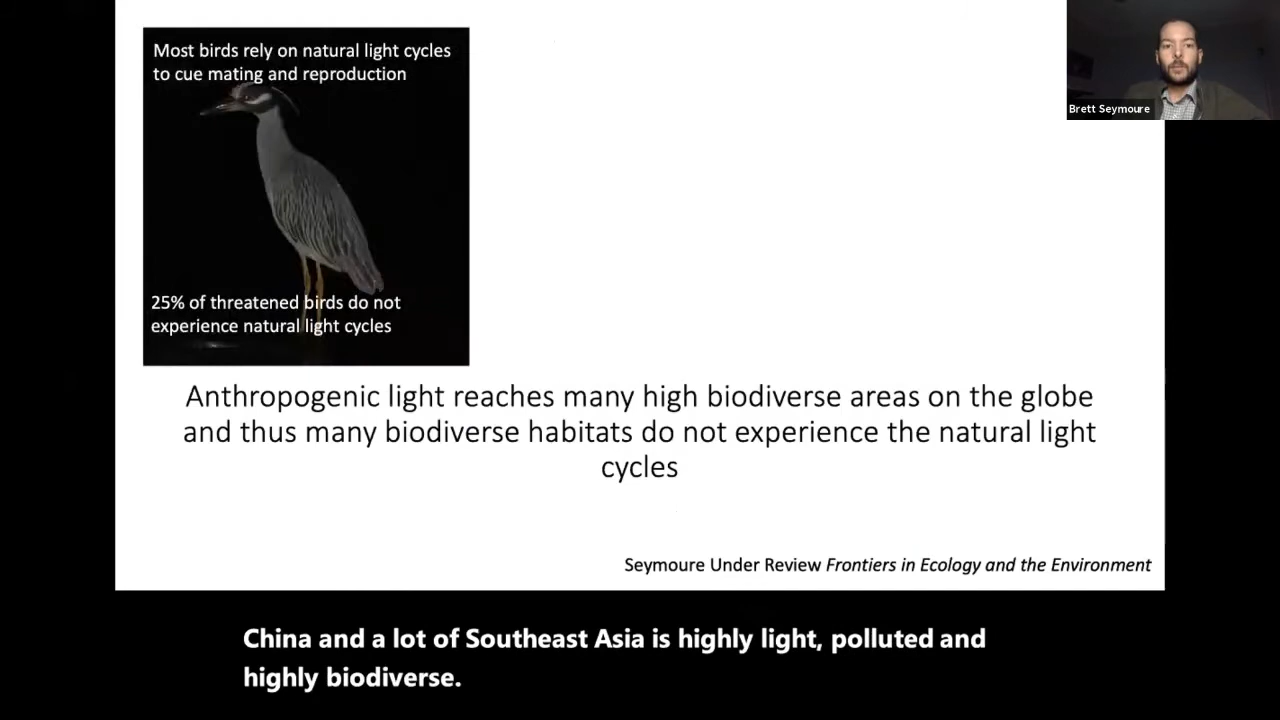 Most birds rely on natural light cycles
to cue mating and reproduction
Brett Seymoure
25% of threatened birds do not
experience natural light cycles
Anthropogenic light reaches many high biodiverse areas on the globe
and thus many biodiverse habitats do not experience the natural light
cycles
Seymoure Under Review Frontiers in Ecology and the Environment
China and a lot of Southeast Asia is highly light, polluted and
highly biodiverse.